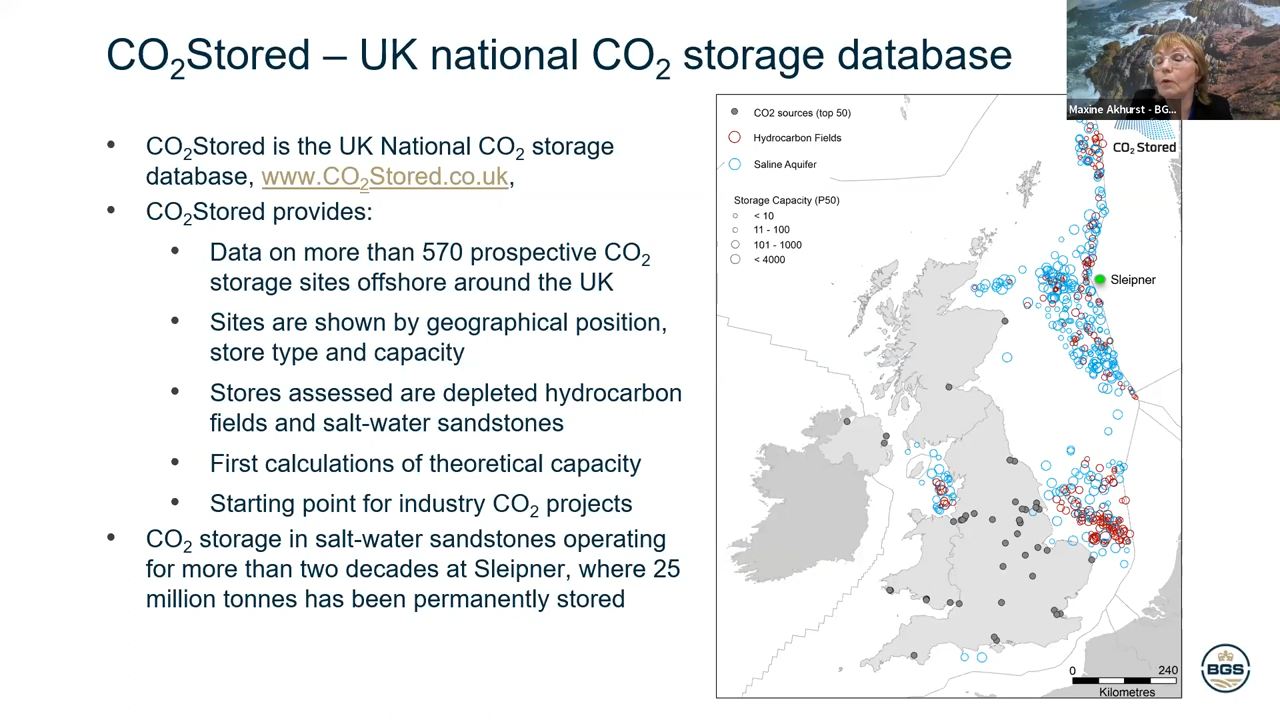 CO₂Stored – UK national CO₂ storage database
Maxine Akhurst - BG...
• CO₂Stored is the UK National CO₂ storage
database, www.CO₂Stored.co.uk,
• CO₂Stored provides:
• Data on more than 570 prospective CO₂
storage sites offshore around the UK
• Sites are shown by geographical position,
store type and capacity
• Stores assessed are depleted hydrocarbon
fields and salt-water sandstones
• First calculations of theoretical capacity
• Starting point for industry CO₂ projects
• CO₂ storage in salt-water sandstones operating
for more than two decades at Sleipner, where 25
million tonnes has been permanently stored
CO2 sources (top 50)
Hydrocarbon Fields
Saline Aquifer
Storage Capacity (P50)
< 10
11 - 100
101 - 1000
< 4000
CO₂ Stored
Sleipner
0 240
Kilometres
BGS